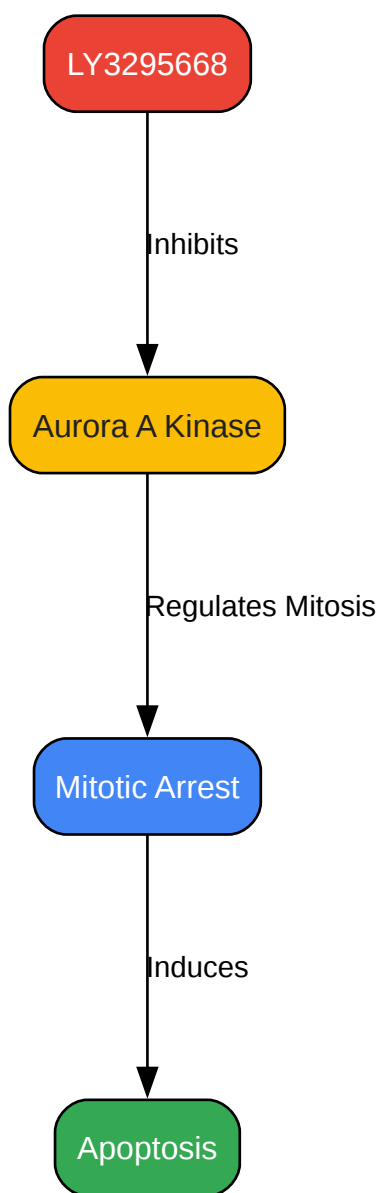 LY3295668
Inhibits
Aurora A Kinase
Regulates Mitosis
Mitotic Arrest
Induces
Apoptosis